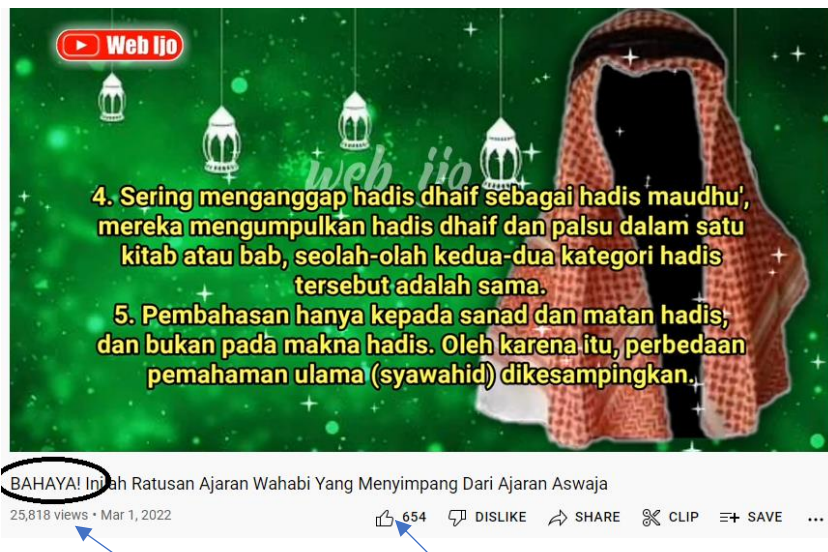 Web Ijo
web ijo
4. Sering menganggap hadis dhaif sebagai hadis maudhu',
mereka mengumpulkan hadis dhaif dan palsu dalam satu
kitab atau bab, seolah-olah kedua-dua kategori hadis
tersebut adalah sama.
5. Pembahasan hanya kepada sanad dan matan hadis,
dan bukan pada makna hadis. Oleh karena itu, perbedaan
pemahaman ulama (syawahid) dikesampingkan.
BAHAYA! Inilah Ratusan Ajaran Wahabi Yang Menyimpang Dari Ajaran Aswaja
25,818 views • Mar 1, 2022 654 DISLIKE SHARE CLIP SAVE ...